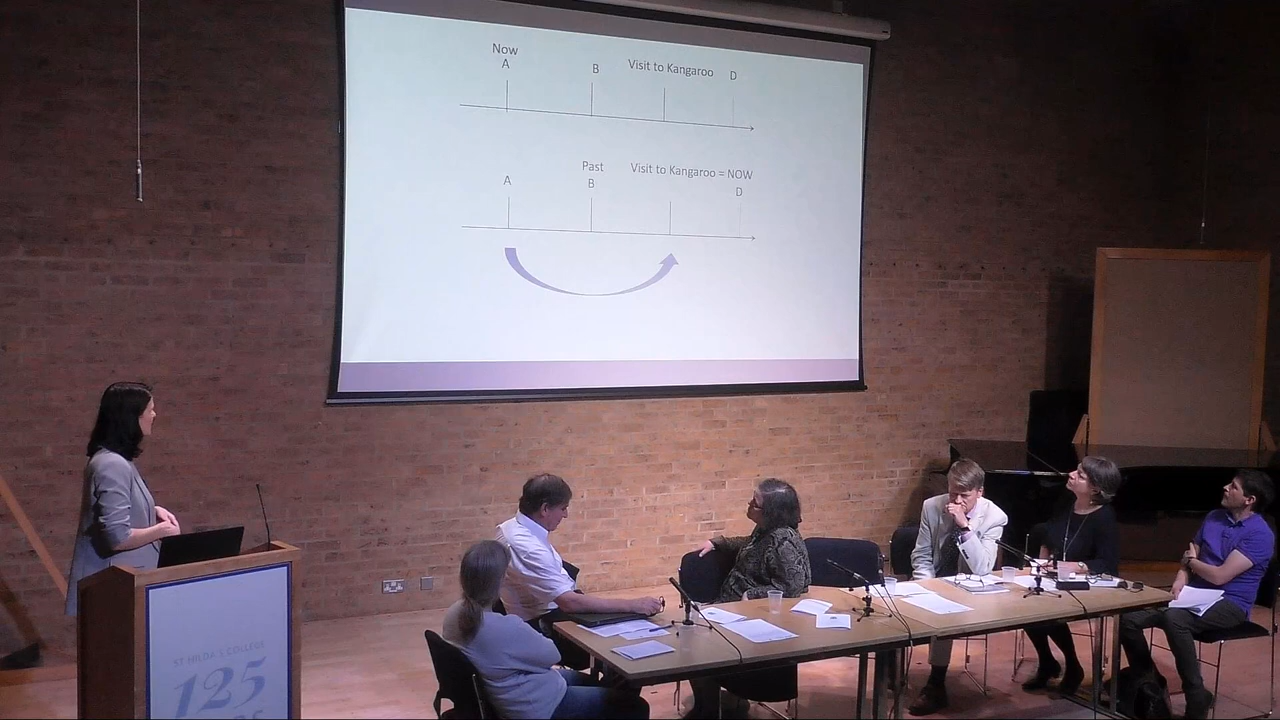 Now
A B Visit to Kangaroo D
Past Visit to Kangaroo = NOW
A B D
ST HILDA'S COLLEGE
125